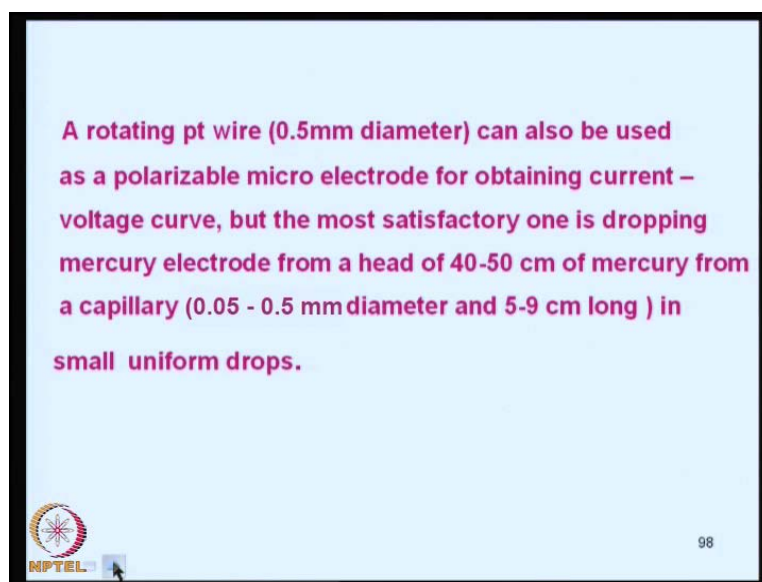 A rotating pt wire (0.5mm diameter) can also be used
as a polarizable micro electrode for obtaining current –
voltage curve, but the most satisfactory one is dropping
mercury electrode from a head of 40-50 cm of mercury from
a capillary (0.05 - 0.5 mm diameter and 5-9 cm long ) in
small uniform drops.
98
NPTEL